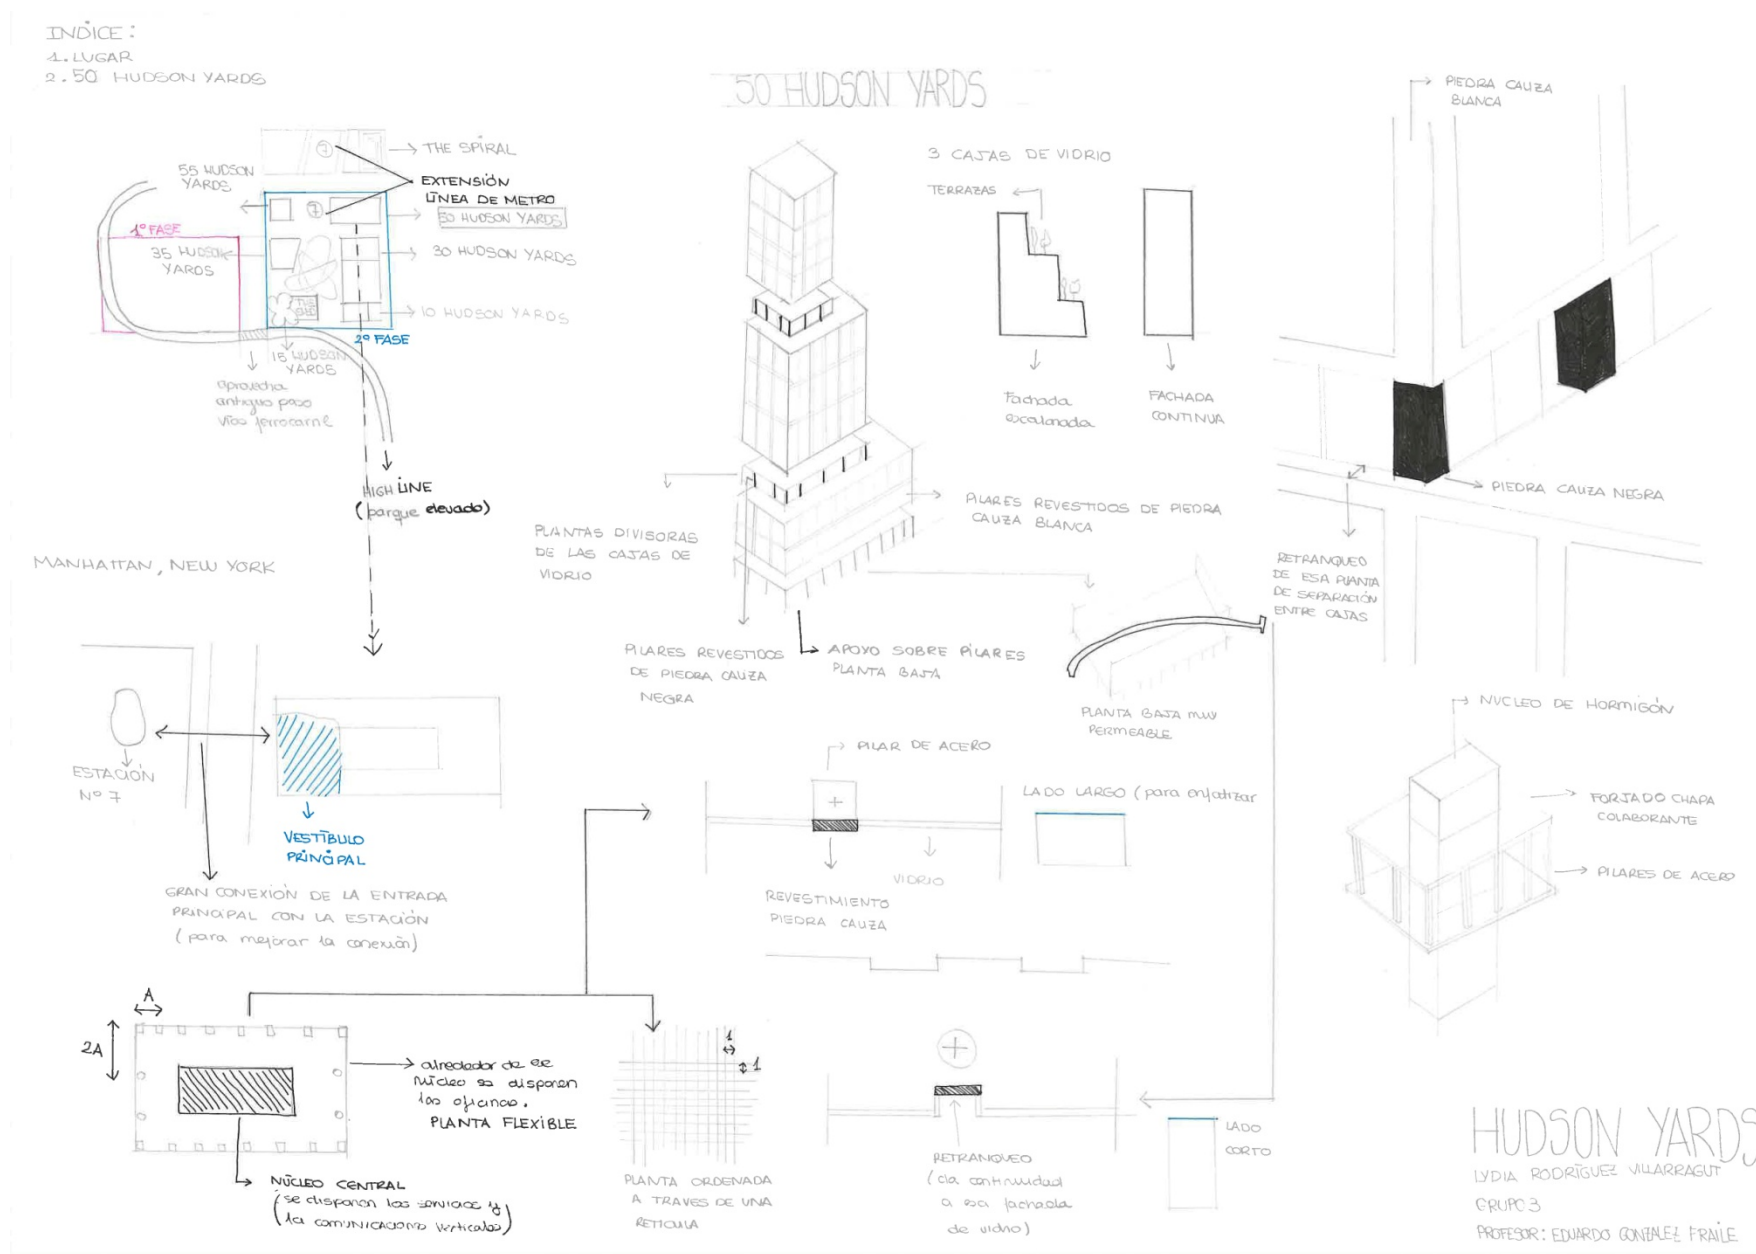 INDICE:
1. LUGAR
2. 50 HUDSON YARDS
50 HUDSON YARDS
7
THE SPIRAL
55 HUDSON
YARDS
EXTENSIÓN
LÍNEA DE METRO
7
50 HUDSON YARDS
1º FASE
35 HUDSON
YARDS
30 HUDSON YARDS
THE
SHED
10 HUDSON YARDS
2º FASE
15 HUDSON
YARDS
aprovecha
antiguo paso
vías ferrocarril
HIGH LINE
(parque elevado)
MANHATTAN, NEW YORK
ESTACIÓN
Nº 7
VESTÍBULO
PRINCIPAL
GRAN CONEXIÓN DE LA ENTRADA
PRINCIPAL CON LA ESTACIÓN
(para mejorar la conexión)
3 CAJAS DE VIDRIO
TERRAZAS
Fachada
escalonada
FACHADA
CONTINUA
PLANTAS DIVISORAS
DE LAS CAJAS DE
VIDRIO
PILARES REVESTIDOS DE PIEDRA
CALIZA BLANCA
PILARES REVESTIDOS
DE PIEDRA CALIZA
NEGRA
APOYO SOBRE PILARES
PLANTA BAJA
PLANTA BAJA muy
PERMEABLE
PIEDRA CALIZA
BLANCA
PIEDRA CALIZA NEGRA
RETRANQUEO
DE ESA PLANTA
DE SEPARACIÓN
ENTRE CAJAS
NUCLEO DE HORMIGÓN
FORJADO CHAPA
COLABORANTE
PILARES DE ACERO
PILAR DE ACERO
LADO LARGO (para enfatizar
VIDRIO
REVESTIMIENTO
PIEDRA CALIZA
A
2A
alrededor de ese
núcleo se disponen
las oficinas.
PLANTA FLEXIBLE
NÚCLEO CENTRAL
(se disponen los servicios y
la comunicaciones verticales)
1
1
PLANTA ORDENADA
A TRAVES DE UNA
RETICULA
RETRANQUEO
(da continuidad
a esa fachada
de vidrio)
LADO
CORTO
HUDSON YARDS
LYDIA RODRÍGUEZ VILLARRAGUT
GRUPO 3
PROFESOR: EDUARDO GONZALEZ FRAILE